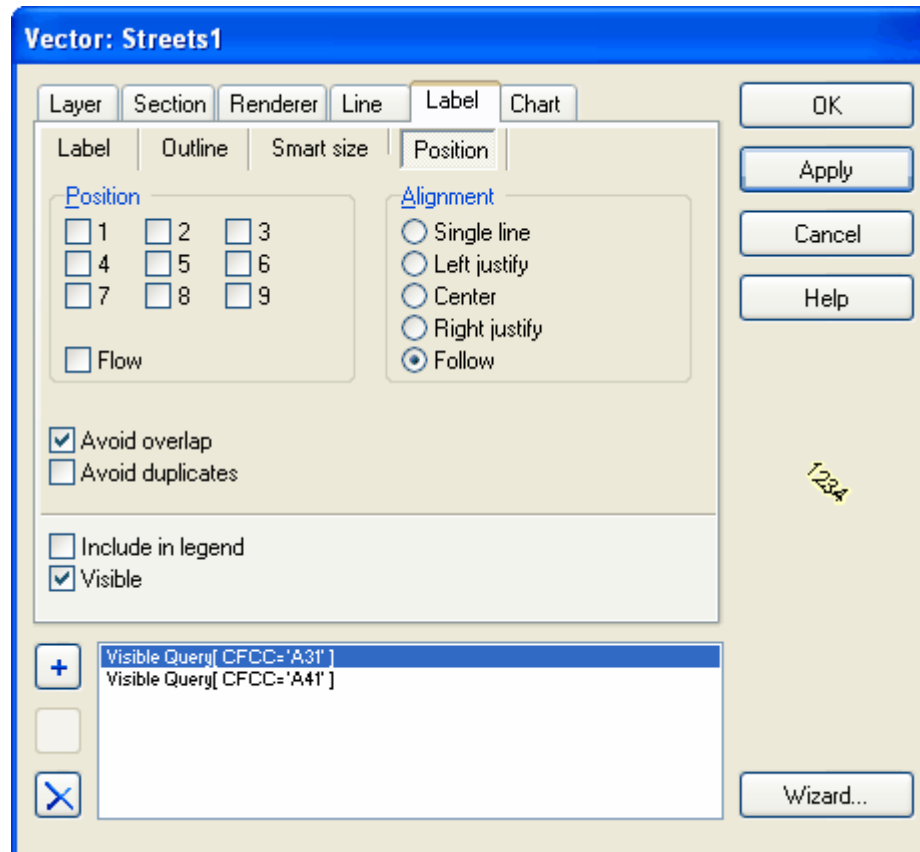 Vector: Streets1
Layer Section Renderer Line Label Chart
Label Outline Smart size Position
Position
1 2 3
4 5 6
7 8 9
Flow
Alignment
Single line
Left justify
Center
Right justify
Follow
Avoid overlap
Avoid duplicates
Include in legend
Visible
OK
Apply
Cancel
Help
1234
+
Visible Query[ CFCC='A31' ]
Visible Query[ CFCC='A41' ]
Wizard...